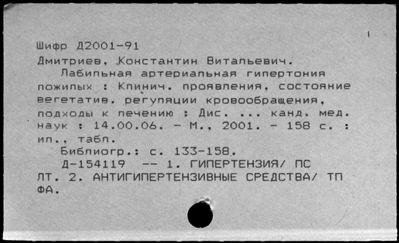 Шифр Д2001-91
Дмитриев, Константин Витальевич.
Лабильная артериальная гипертония
пожилых : Клинич. проявления, состояние
вегетатив. регуляции кровообращения,
подходы к лечению : Дис. ... канд. мед.
наук : 14.00.06. - М., 2001. - 158 с. :
ил., табл.
Библиогр.: с. 133-158.
Д-154119 -- 1. ГИПЕРТЕНЗИЯ/ ПС
ЛТ. 2. АНТИГИПЕРТЕНЗИВНЫЕ СРЕДСТВА/ ТП
ФА.